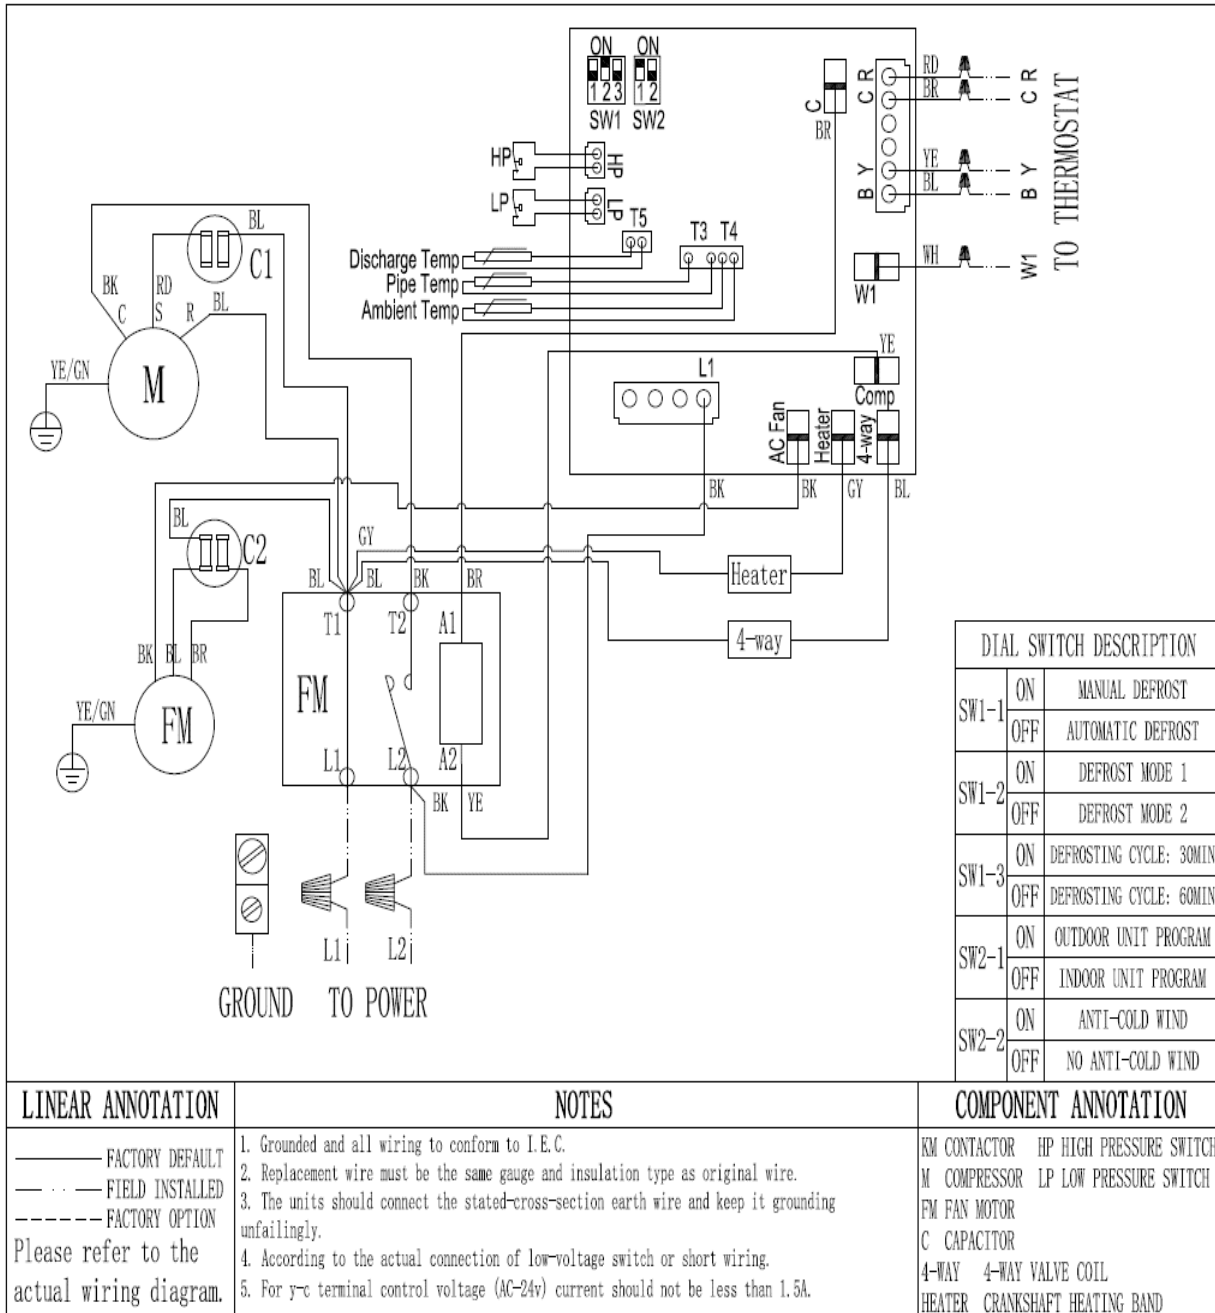 ON ON
1 2 3 1 2
SW1 SW2
C
BR
C R
B Y
RD
BR
YE
BL
C R
B Y
TO THERMOSTAT
HP
HP
LP
LP
T5
T3 T4
WH
W1
W1
Discharge Temp
Pipe Temp
Ambient Temp
BL
C1
BK
RD
BL
C S R
YE/GN
M
L1
YE
Comp
AC Fan
Heater
4-way
BK BK GY BL
BL
C2
GY
BL BL BK BR
Heater
4-way
T1 T2 A1
FM
L1 L2 A2
BK YE
BK BL BR
YE/GN
FM
L1 L2
GROUND TO POWER
DIAL SWITCH DESCRIPTION
SW1-1 ON MANUAL DEFROST
OFF AUTOMATIC DEFROST
SW1-2 ON DEFROST MODE 1
OFF DEFROST MODE 2
SW1-3 ON DEFROSTING CYCLE: 30MIN
OFF DEFROSTING CYCLE: 60MIN
SW2-1 ON OUTDOOR UNIT PROGRAM
OFF INDOOR UNIT PROGRAM
SW2-2 ON ANTI-COLD WIND
OFF NO ANTI-COLD WIND
LINEAR ANNOTATION
FACTORY DEFAULT
FIELD INSTALLED
FACTORY OPTION
Please refer to the
actual wiring diagram.
NOTES
1. Grounded and all wiring to conform to I.E.C.
2. Replacement wire must be the same gauge and insulation type as original wire.
3. The units should connect the stated-cross-section earth wire and keep it grounding
unfailingly.
4. According to the actual connection of low-voltage switch or short wiring.
5. For y-c terminal control voltage (AC-24v) current should not be less than 1.5A.
COMPONENT ANNOTATION
KM CONTACTOR HP HIGH PRESSURE SWITCH
M COMPRESSOR LP LOW PRESSURE SWITCH
FM FAN MOTOR
C CAPACITOR
4-WAY 4-WAY VALVE COIL
HEATER CRANKSHAFT HEATING BAND